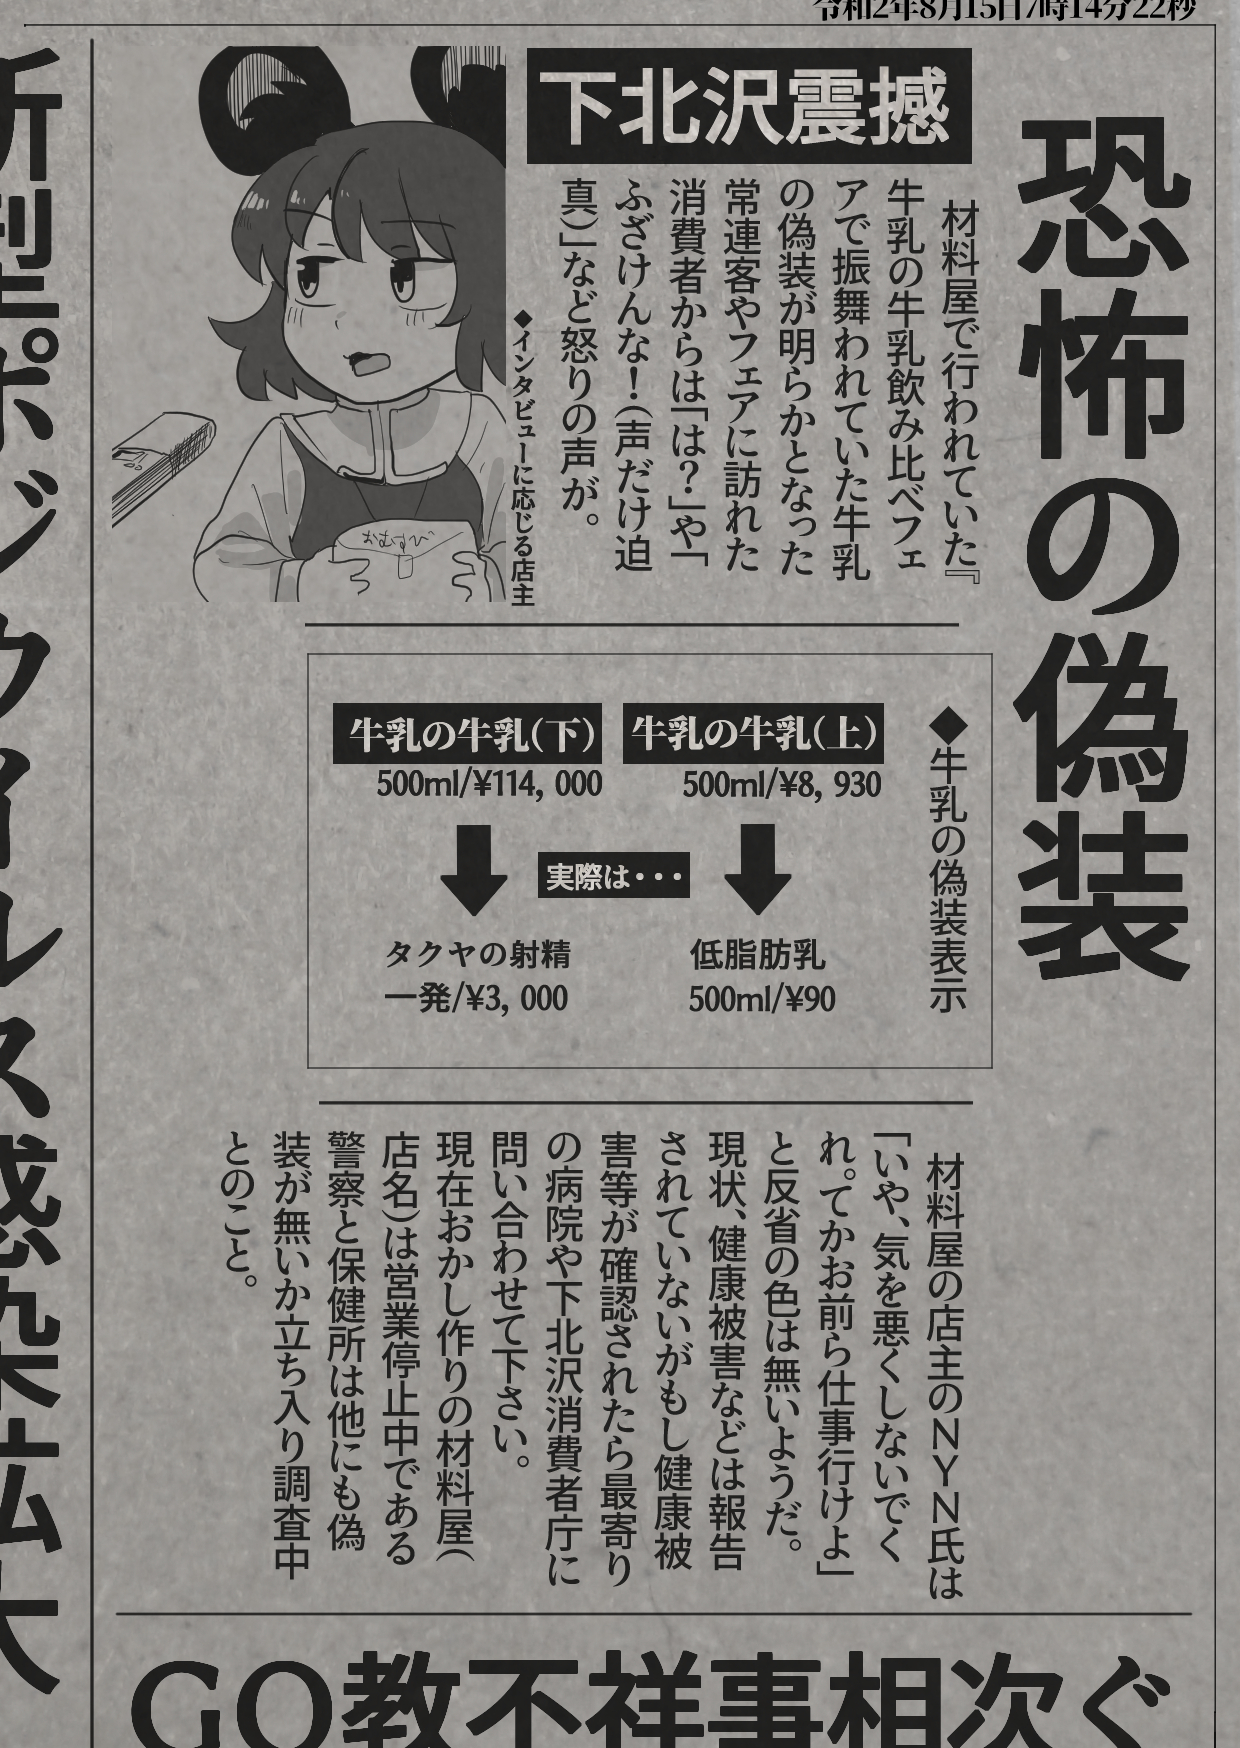 令和2年8月15日7時14分22秒
恐怖の偽装
下北沢震撼
材料屋で行われていた『
牛乳の牛乳飲み比べフェ
アで振舞われていた牛乳
の偽装が明らかとなった
常連客やフェアに訪れた
消費者からは「は？」や「
ふざけんな！(声だけ迫
真)」など怒りの声が。
◆インタビューに応じる店主
おむすび
◆牛乳の偽装表示
牛乳の牛乳(上)
500ml/¥8, 930
牛乳の牛乳(下)
500ml/¥114, 000
実際は・・・
低脂肪乳
500ml/¥90
タクヤの射精
一発/¥3, 000
材料屋の店主のＮＹＮ氏は
「いや、気を悪くしないでく
れ。てかお前ら仕事行けよ」
と反省の色は無いようだ。
現状、健康被害などは報告
されていないがもし健康被
害等が確認されたら最寄り
の病院や下北沢消費者庁に
問い合わせて下さい。
現在おかし作りの材料屋(
店名)は営業停止中である
警察と保健所は他にも偽
装が無いか立ち入り調査中
とのこと。
新型ポジクィルス感染拡大
GO教不祥事相次ぐ